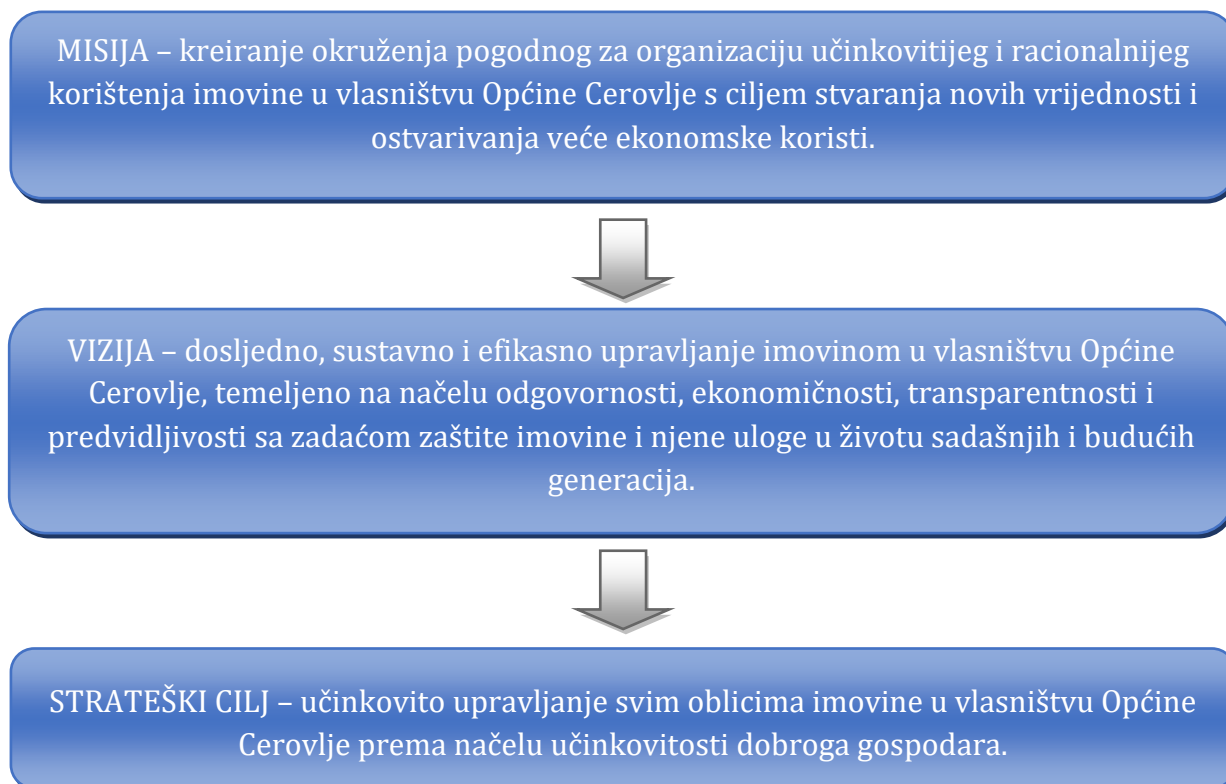 MISIJA – kreiranje okruženja pogodnog za organizaciju učinkovitijeg i racionalnijeg
korištenja imovine u vlasništvu Općine Cerovlje s ciljem stvaranja novih vrijednosti i
ostvarivanja veće ekonomske koristi.
VIZIJA – dosljedno, sustavno i efikasno upravljanje imovinom u vlasništvu Općine
Cerovlje, temeljeno na načelu odgovornosti, ekonomičnosti, transparentnosti i
predvidljivosti sa zadaćom zaštite imovine i njene uloge u životu sadašnjih i budućih
generacija.
STRATEŠKI CILJ – učinkovito upravljanje svim oblicima imovine u vlasništvu Općine
Cerovlje prema načelu učinkovitosti dobroga gospodara.